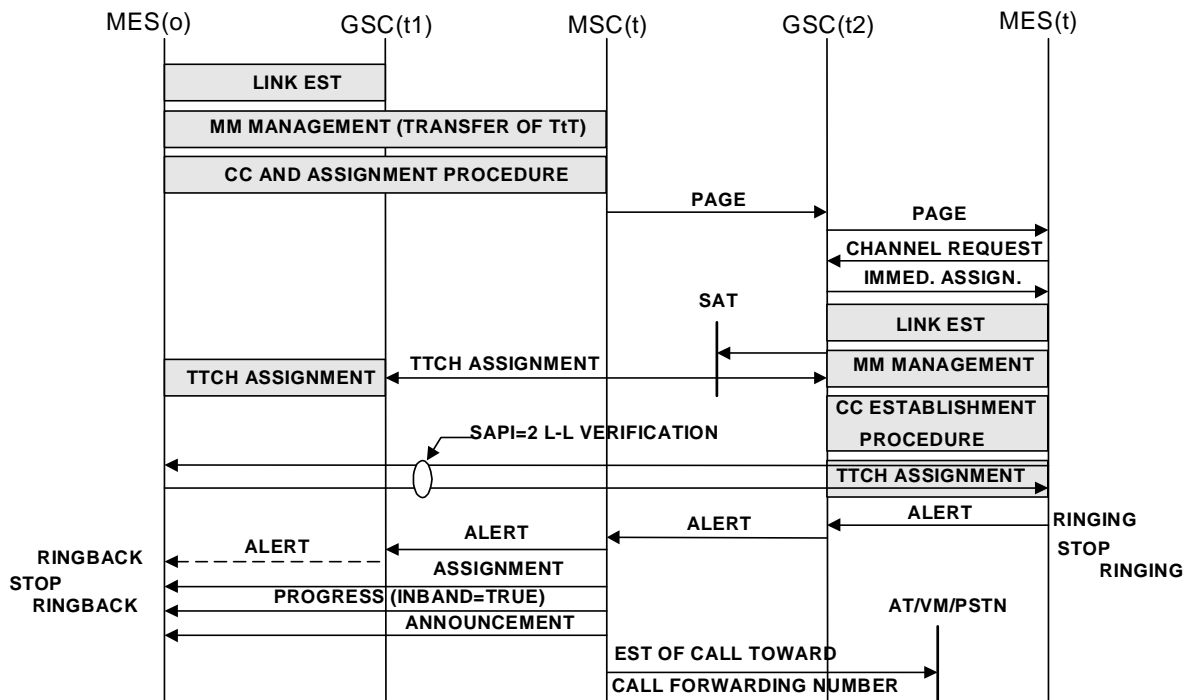 MES(o) GSC(t1) MSC(t) GSC(t2) MES(t)
LINK EST
MM MANAGEMENT (TRANSFER OF TtT)
CC AND ASSIGNMENT PROCEDURE
PAGE
PAGE
CHANNEL REQUEST
IMMED. ASSIGN.
SAT
LINK EST
TTCH ASSIGNMENT
MM MANAGEMENT
TTCH ASSIGNMENT
CC ESTABLISHMENT
PROCEDURE
SAPI=2 L-L VERIFICATION
TTCH ASSIGNMENT
ALERT
RINGING
ALERT
ALERT
STOP
RINGING
ALERT
RINGBACK
ASSIGNMENT
STOP
RINGBACK
PROGRESS (INBAND=TRUE)
AT/VM/PSTN
ANNOUNCEMENT
EST OF CALL TOWARD
CALL FORWARDING NUMBER